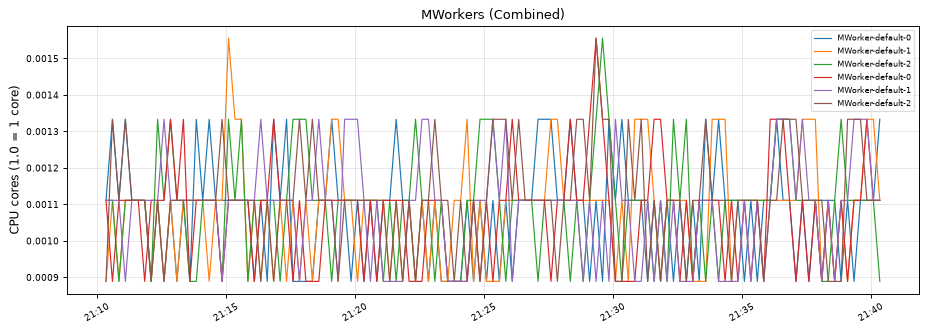 MWorkers (Combined)
CPU cores (1.0 = 1 core)
0.0015
0.0014
0.0013
0.0012
0.0011
0.0010
0.0009
MWorker-default-0
MWorker-default-1
MWorker-default-2
MWorker-default-0
MWorker-default-1
MWorker-default-2
21:10
21:15
21:20
21:25
21:30
21:35
21:40